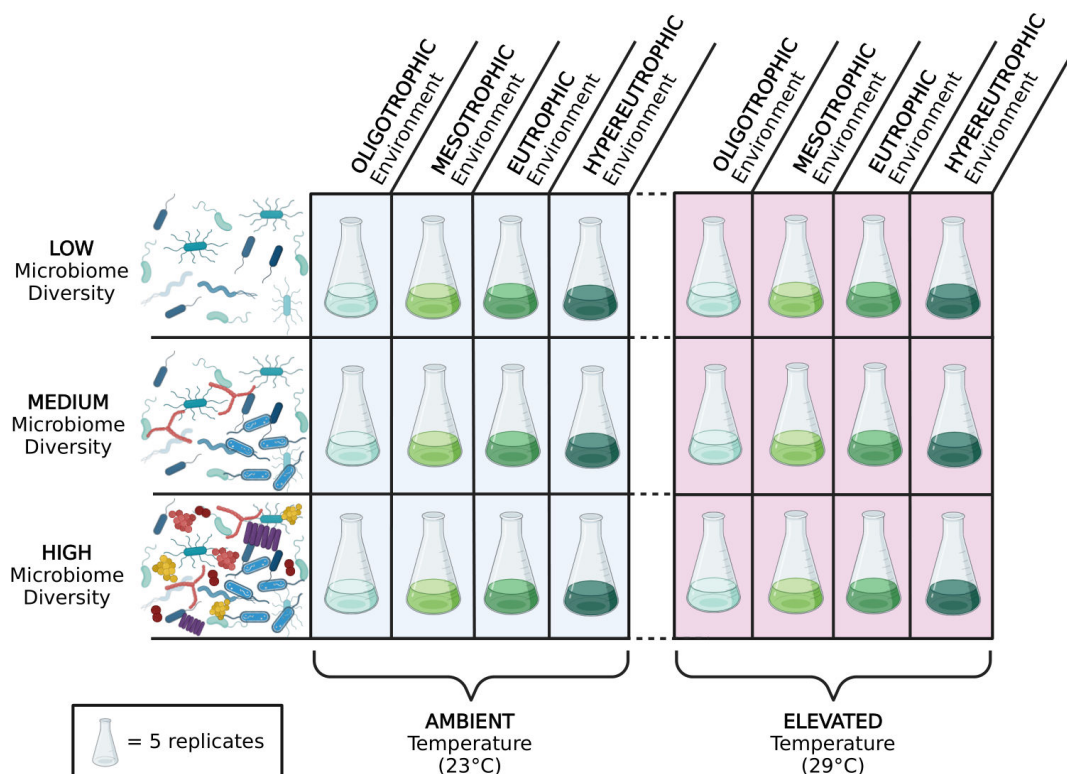 OLIGOTROPHIC
Environment
MESOTROPHIC
Environment
EUTROPHIC
Environment
HYPEREUTROPHIC
Environment
OLIGOTROPHIC
Environment
MESOTROPHIC
Environment
EUTROPHIC
Environment
HYPEREUTROPHIC
Environment
LOW
Microbiome
Diversity
MEDIUM
Microbiome
Diversity
HIGH
Microbiome
Diversity
= 5 replicates
AMBIENT
Temperature
(23°C)
ELEVATED
Temperature
(29°C)